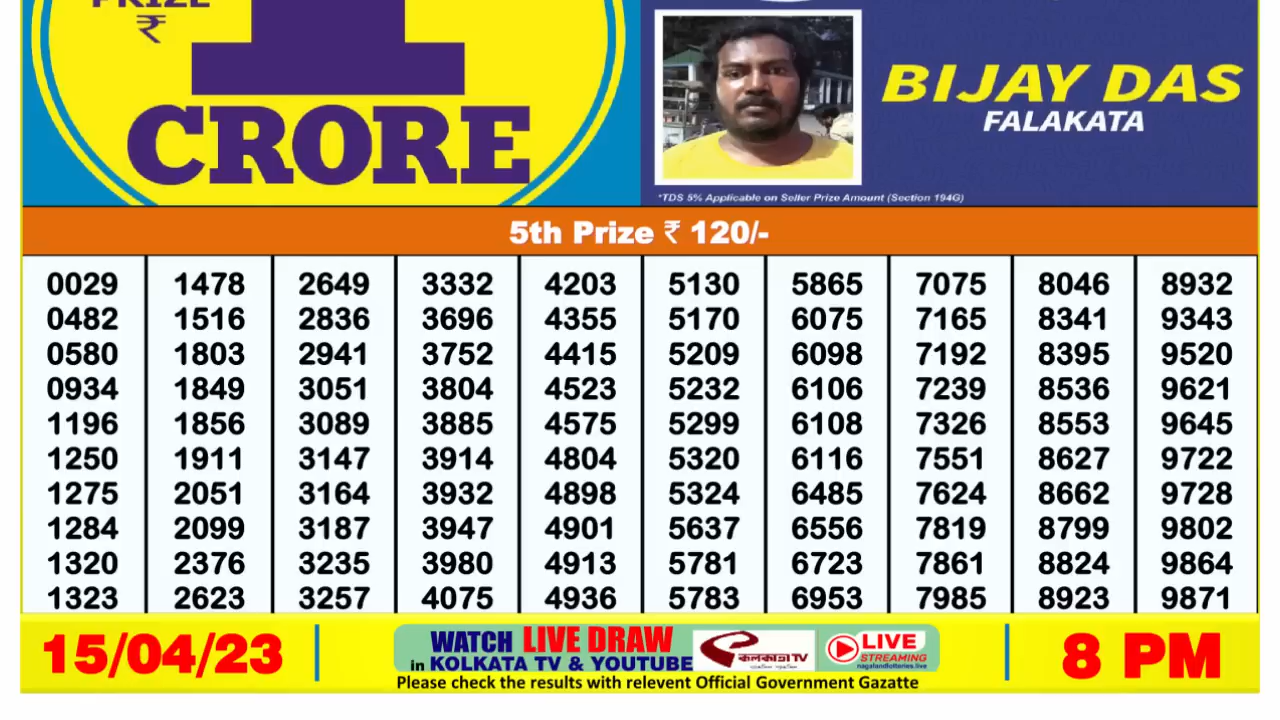 PRIZE
₹
1
CRORE
BIJAY DAS
FALAKATA
*TDS 5% Applicable on Seller Prize Amount (Section 194G)
5th Prize ₹ 120/-
0029 1478 2649 3332 4203 5130 5865 7075 8046 8932
0482 1516 2836 3696 4355 5170 6075 7165 8341 9343
0580 1803 2941 3752 4415 5209 6098 7192 8395 9520
0934 1849 3051 3804 4523 5232 6106 7239 8536 9621
1196 1856 3089 3885 4575 5299 6108 7326 8553 9645
1250 1911 3147 3914 4804 5320 6116 7551 8627 9722
1275 2051 3164 3932 4898 5324 6485 7624 8662 9728
1284 2099 3187 3947 4901 5637 6556 7819 8799 9802
1320 2376 3235 3980 4913 5781 6723 7861 8824 9864
1323 2623 3257 4075 4936 5783 6953 7985 8923 9871
15/04/23
WATCH LIVE DRAW
in KOLKATA TV & YOUTUBE
কলকাতা TV
LIVE
STREAMING
nagalandlotteries.live
Please check the results with relevent Official Government Gazatte
8 PM